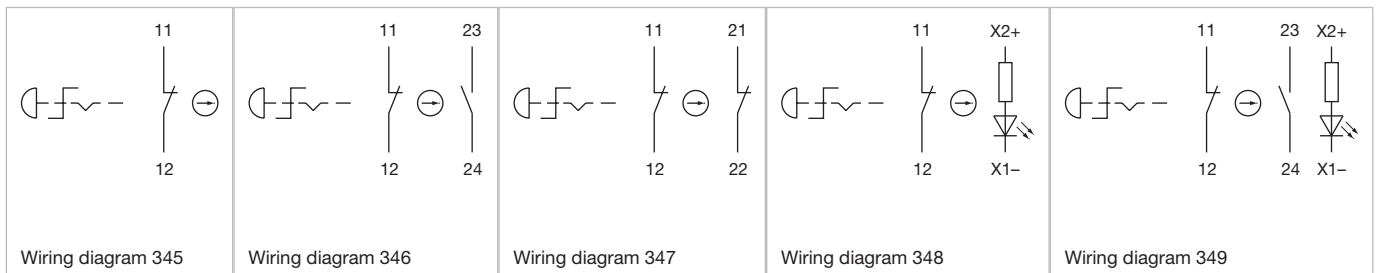 11
12
Wiring diagram 345
11 23
12 24
Wiring diagram 346
11 21
12 22
Wiring diagram 347
11 X2+
12 X1–
Wiring diagram 348
11 23 X2+
12 24 X1–
Wiring diagram 349